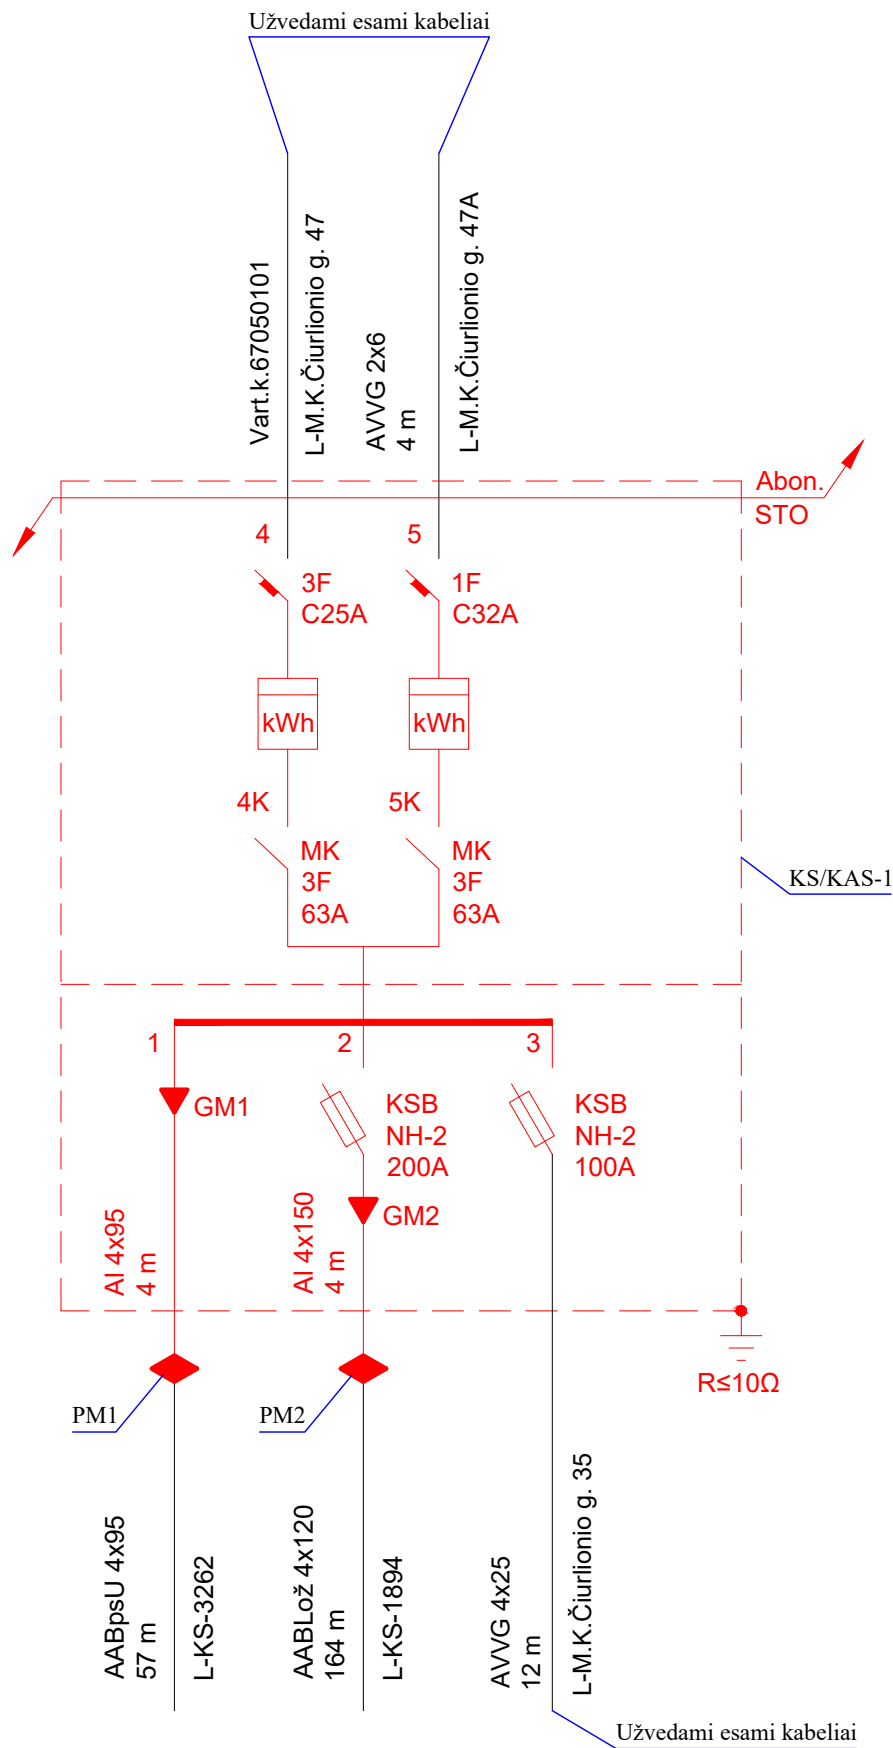 Užvedami esami kabeliai
Vart.k.67050101
L-M.K.Čiurlionio g. 47
AVVG 2x6
4 m
L-M.K.Čiurlionio g. 47A
Abon.
STO
4
5
3F
C25A
1F
C32A
kWh
kWh
4K
5K
MK
3F
63A
MK
3F
63A
KS/KAS-1
1
2
3
GM1
KSB
NH-2
200A
KSB
NH-2
100A
GM2
Al 4x95
4 m
Al 4x150
4 m
R≤10Ω
PM1
PM2
AABpsU 4x95
57 m
L-KS-3262
AABLož 4x120
164 m
L-KS-1894
AVVG 4x25
12 m
L-M.K.Čiurlionio g. 35
Užvedami esami kabeliai